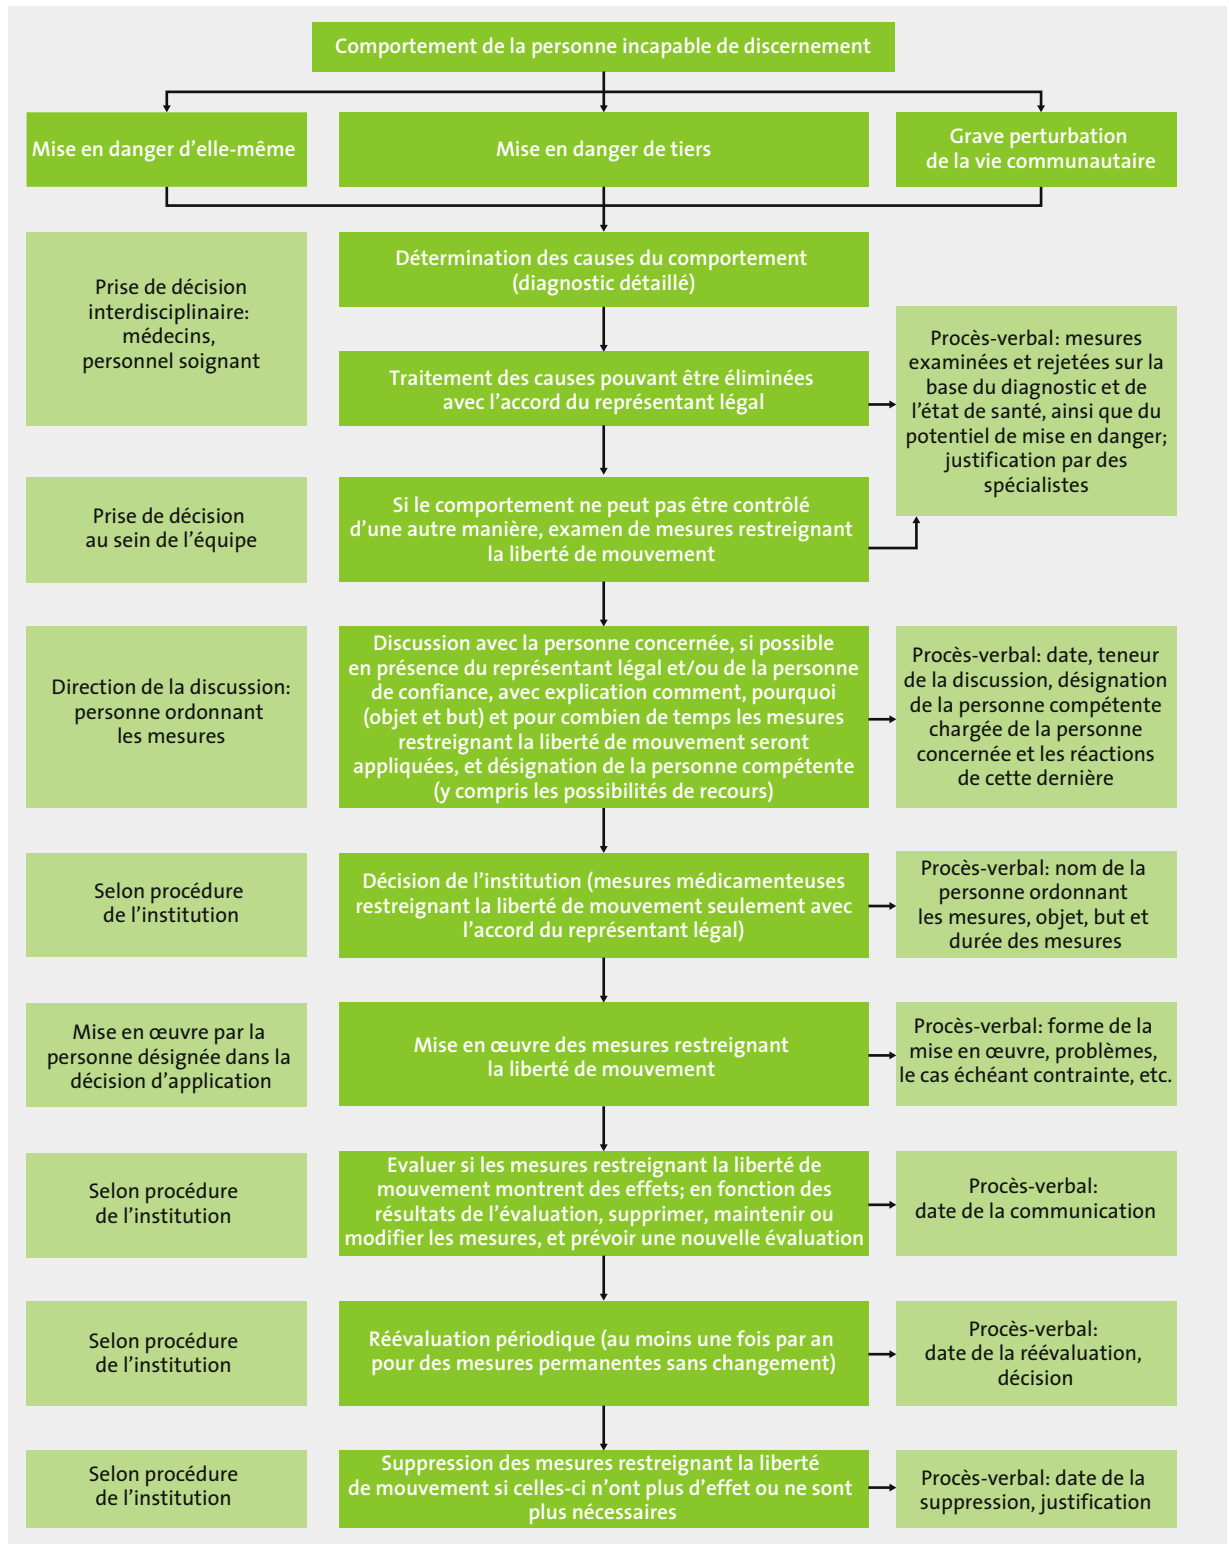 Comportement de la personne incapable de discernement
Mise en danger d’elle-même
Mise en danger de tiers
Grave perturbation
de la vie communautaire
Prise de décision
interdisciplinaire:
médecins,
personnel soignant
Détermination des causes du comportement
(diagnostic détaillé)
Traitement des causes pouvant être éliminées
avec l’accord du représentant légal
Procès-verbal: mesures
examinées et rejetées sur la
base du diagnostic et de
l’état de santé, ainsi que du
potentiel de mise en danger;
justification par des
spécialistes
Prise de décision
au sein de l’équipe
Si le comportement ne peut pas être contrôlé
d’une autre manière, examen de mesures restreignant
la liberté de mouvement
Direction de la discussion:
personne ordonnant
les mesures
Discussion avec la personne concernée, si possible
en présence du représentant légal et/ou de la personne
de confiance, avec explication comment, pourquoi
(objet et but) et pour combien de temps les mesures
restreignant la liberté de mouvement seront
appliquées, et désignation de la personne compétente
(y compris les possibilités de recours)
Procès-verbal: date, teneur
de la discussion, désignation
de la personne compétente
chargée de la personne
concernée et les réactions
de cette dernière
Selon procédure
de l’institution
Décision de l’institution (mesures médicamenteuses
restreignant la liberté de mouvement seulement avec
l’accord du représentant légal)
Procès-verbal: nom de la
personne ordonnant
les mesures, objet, but et
durée des mesures
Mise en œuvre par la
personne désignée dans la
décision d’application
Mise en œuvre des mesures restreignant
la liberté de mouvement
Procès-verbal: forme de la
mise en œuvre, problèmes,
le cas échéant contrainte, etc.
Selon procédure
de l’institution
Evaluer si les mesures restreignant la liberté de
mouvement montrent des effets; en fonction des
résultats de l’évaluation, supprimer, maintenir ou
modifier les mesures, et prévoir une nouvelle évaluation
Procès-verbal:
date de la communication
Selon procédure
de l’institution
Réévaluation périodique (au moins une fois par an
pour des mesures permanentes sans changement)
Procès-verbal:
date de la réévaluation,
décision
Selon procédure
de l’institution
Suppression des mesures restreignant la liberté
de mouvement si celles-ci n’ont plus d’effet ou ne sont
plus nécessaires
Procès-verbal: date de la
suppression, justification